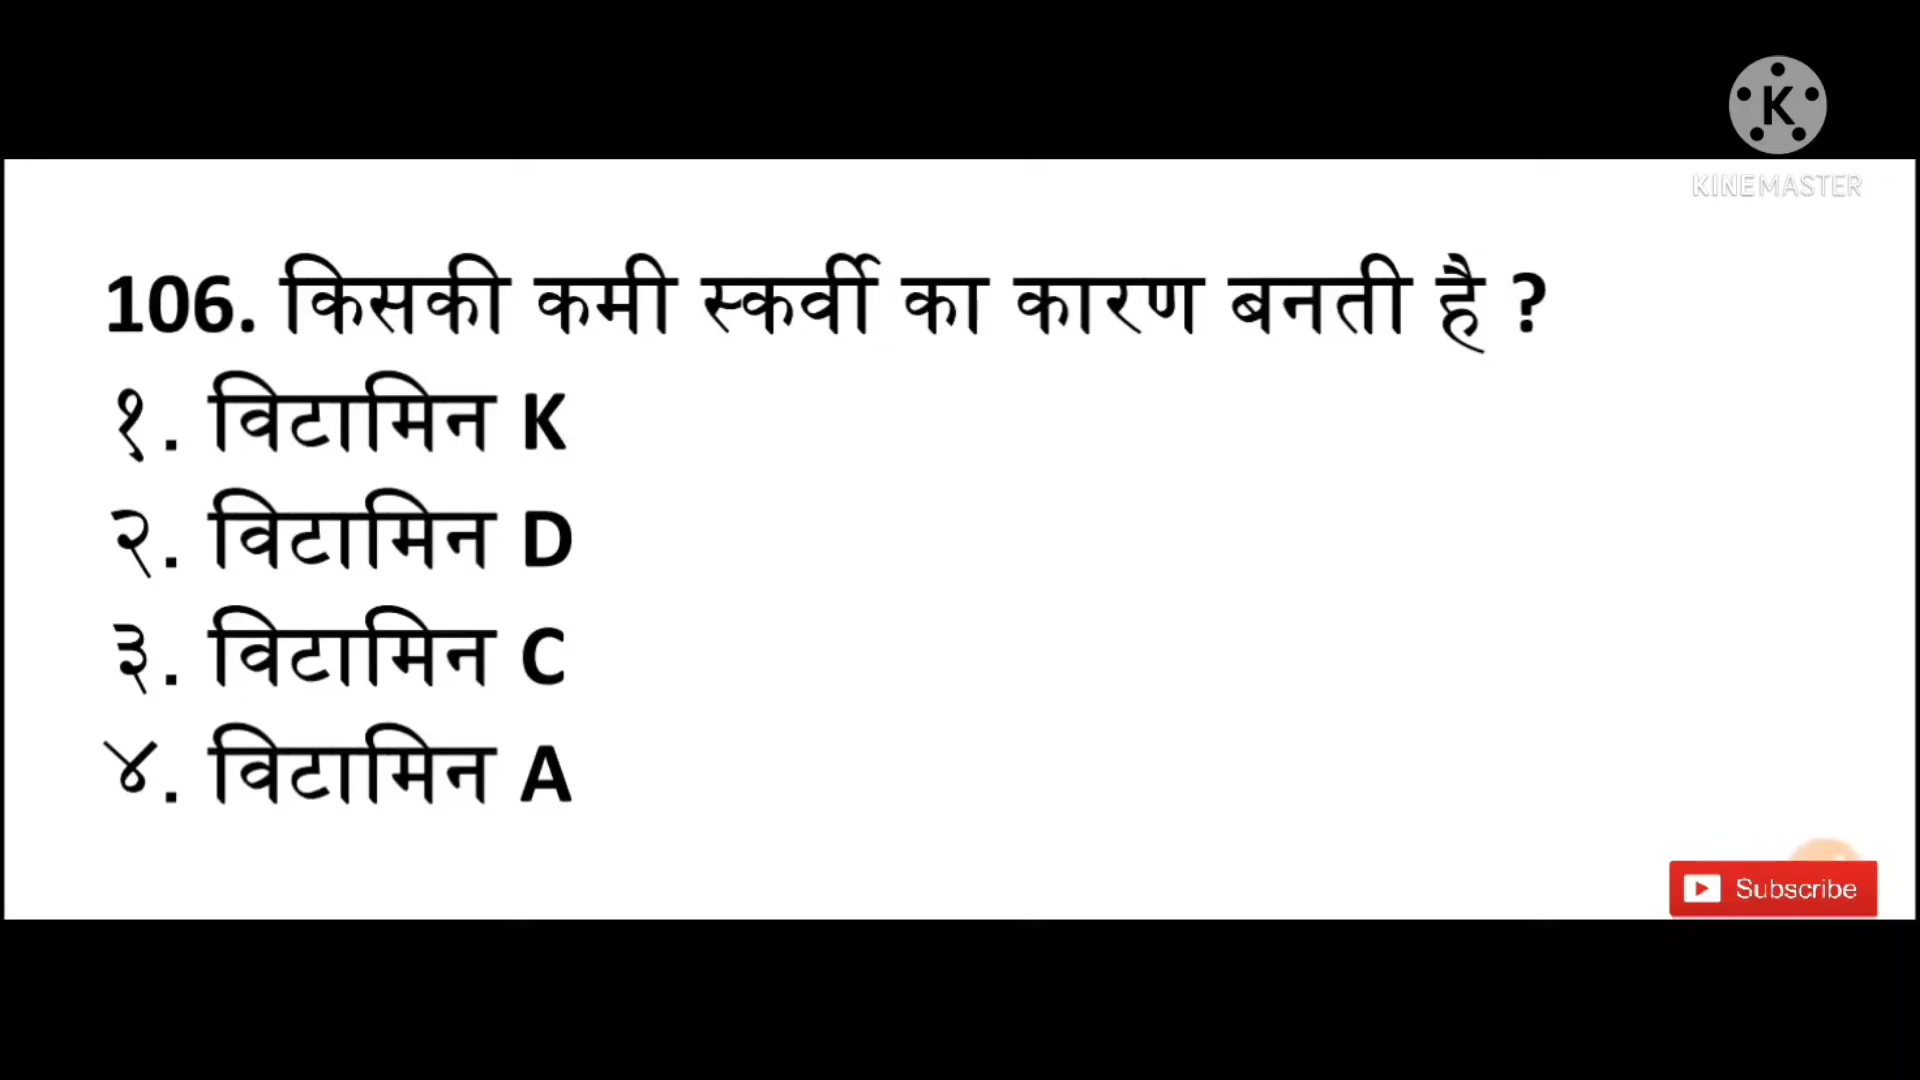 K
KINEMASTER
106. किसकी कमी स्कर्वी का कारण बनती है ?
१. विटामिन K
२. विटामिन D
३. विटामिन C
४. विटामिन A
Subscribe